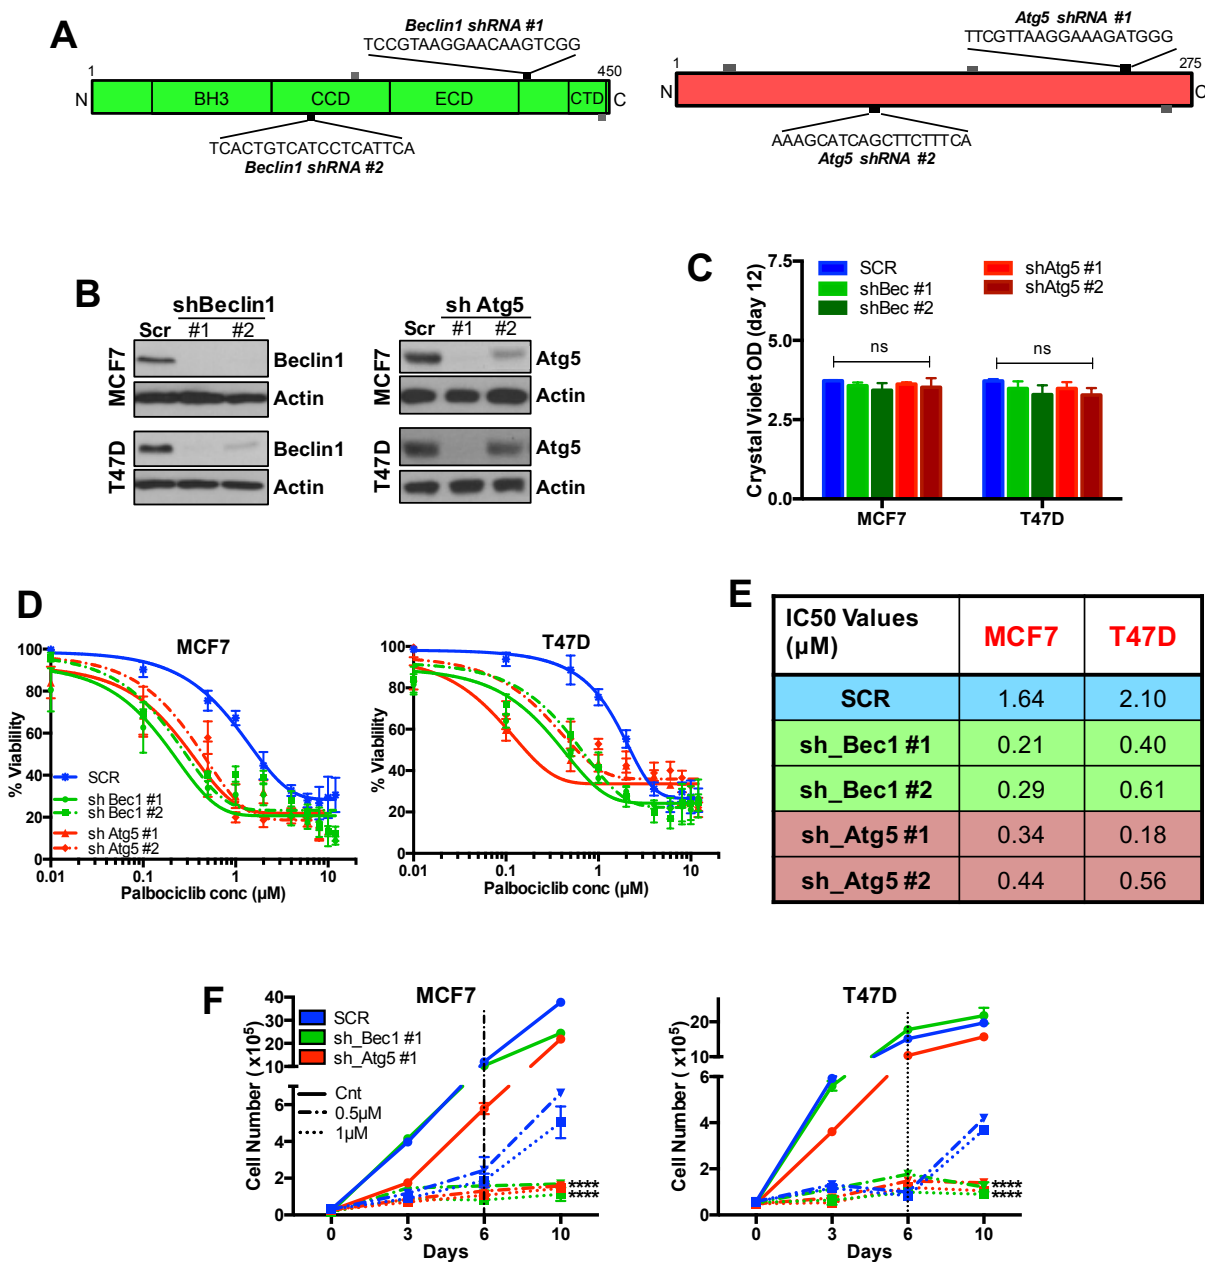 A
Beclin1 shRNA #1
TCCGTAAGGAACAAGTCGG
1
450
N
BH3
CCD
ECD
CTD
C
TCACTGTCATCCTCATTCA
Beclin1 shRNA #2
Atg5 shRNA #1
TTCGTTAAGGAAAGATGGG
1
275
N
C
AAAGCATCAGCTTCTTTCA
Atg5 shRNA #2
B
shBeclin1
Scr #1 #2
MCF7
Beclin1
Actin
T47D
Beclin1
Actin
sh Atg5
Scr #1 #2
MCF7
Atg5
Actin
T47D
Atg5
Actin
C
Crystal Violet OD (day 12)
7.5
5.0
2.5
0.0
SCR
shBec #1
shBec #2
shAtg5 #1
shAtg5 #2
ns
ns
MCF7
T47D
D
MCF7
% Viablility
100
80
60
40
20
0
SCR
sh Bec1 #1
sh Bec1 #2
sh Atg5 #1
sh Atg5 #2
0.01 0.1 1 10
Palbociclib conc (µM)
T47D
% Viablility
100
80
60
40
20
0
0.01 0.1 1 10
Palbociclib conc (µM)
E
IC50 Values (µM) MCF7 T47D
SCR 1.64 2.10
sh_Bec1 #1 0.21 0.40
sh_Bec1 #2 0.29 0.61
sh_Atg5 #1 0.34 0.18
sh_Atg5 #2 0.44 0.56
F
MCF7
Cell Number ( x10⁵)
40
30
20
10
6
4
2
0
SCR
sh_Bec1 #1
sh_Atg5 #1
Cnt
0.5µM
1µM
****
****
0 3 6 10
Days
T47D
Cell Number ( x10⁵)
20
10
6
4
2
0
****
****
0 3 6 10
Days